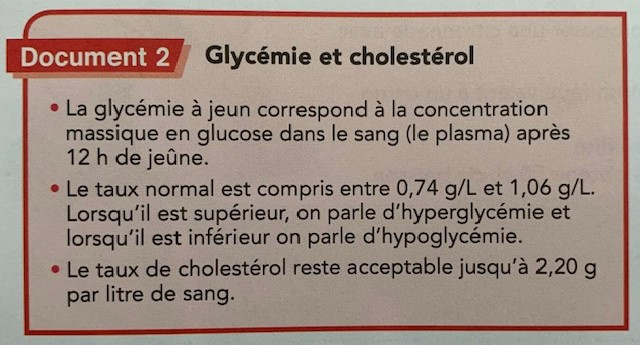 Document 2 Glycémie et cholestérol
• La glycémie à jeun correspond à la concentration
massique en glucose dans le sang (le plasma) après
12 h de jeûne.
• Le taux normal est compris entre 0,74 g/L et 1,06 g/L.
Lorsqu'il est supérieur, on parle d'hyperglycémie et
lorsqu'il est inférieur on parle d'hypoglycémie.
• Le taux de cholestérol reste acceptable jusqu'à 2,20 g
par litre de sang.